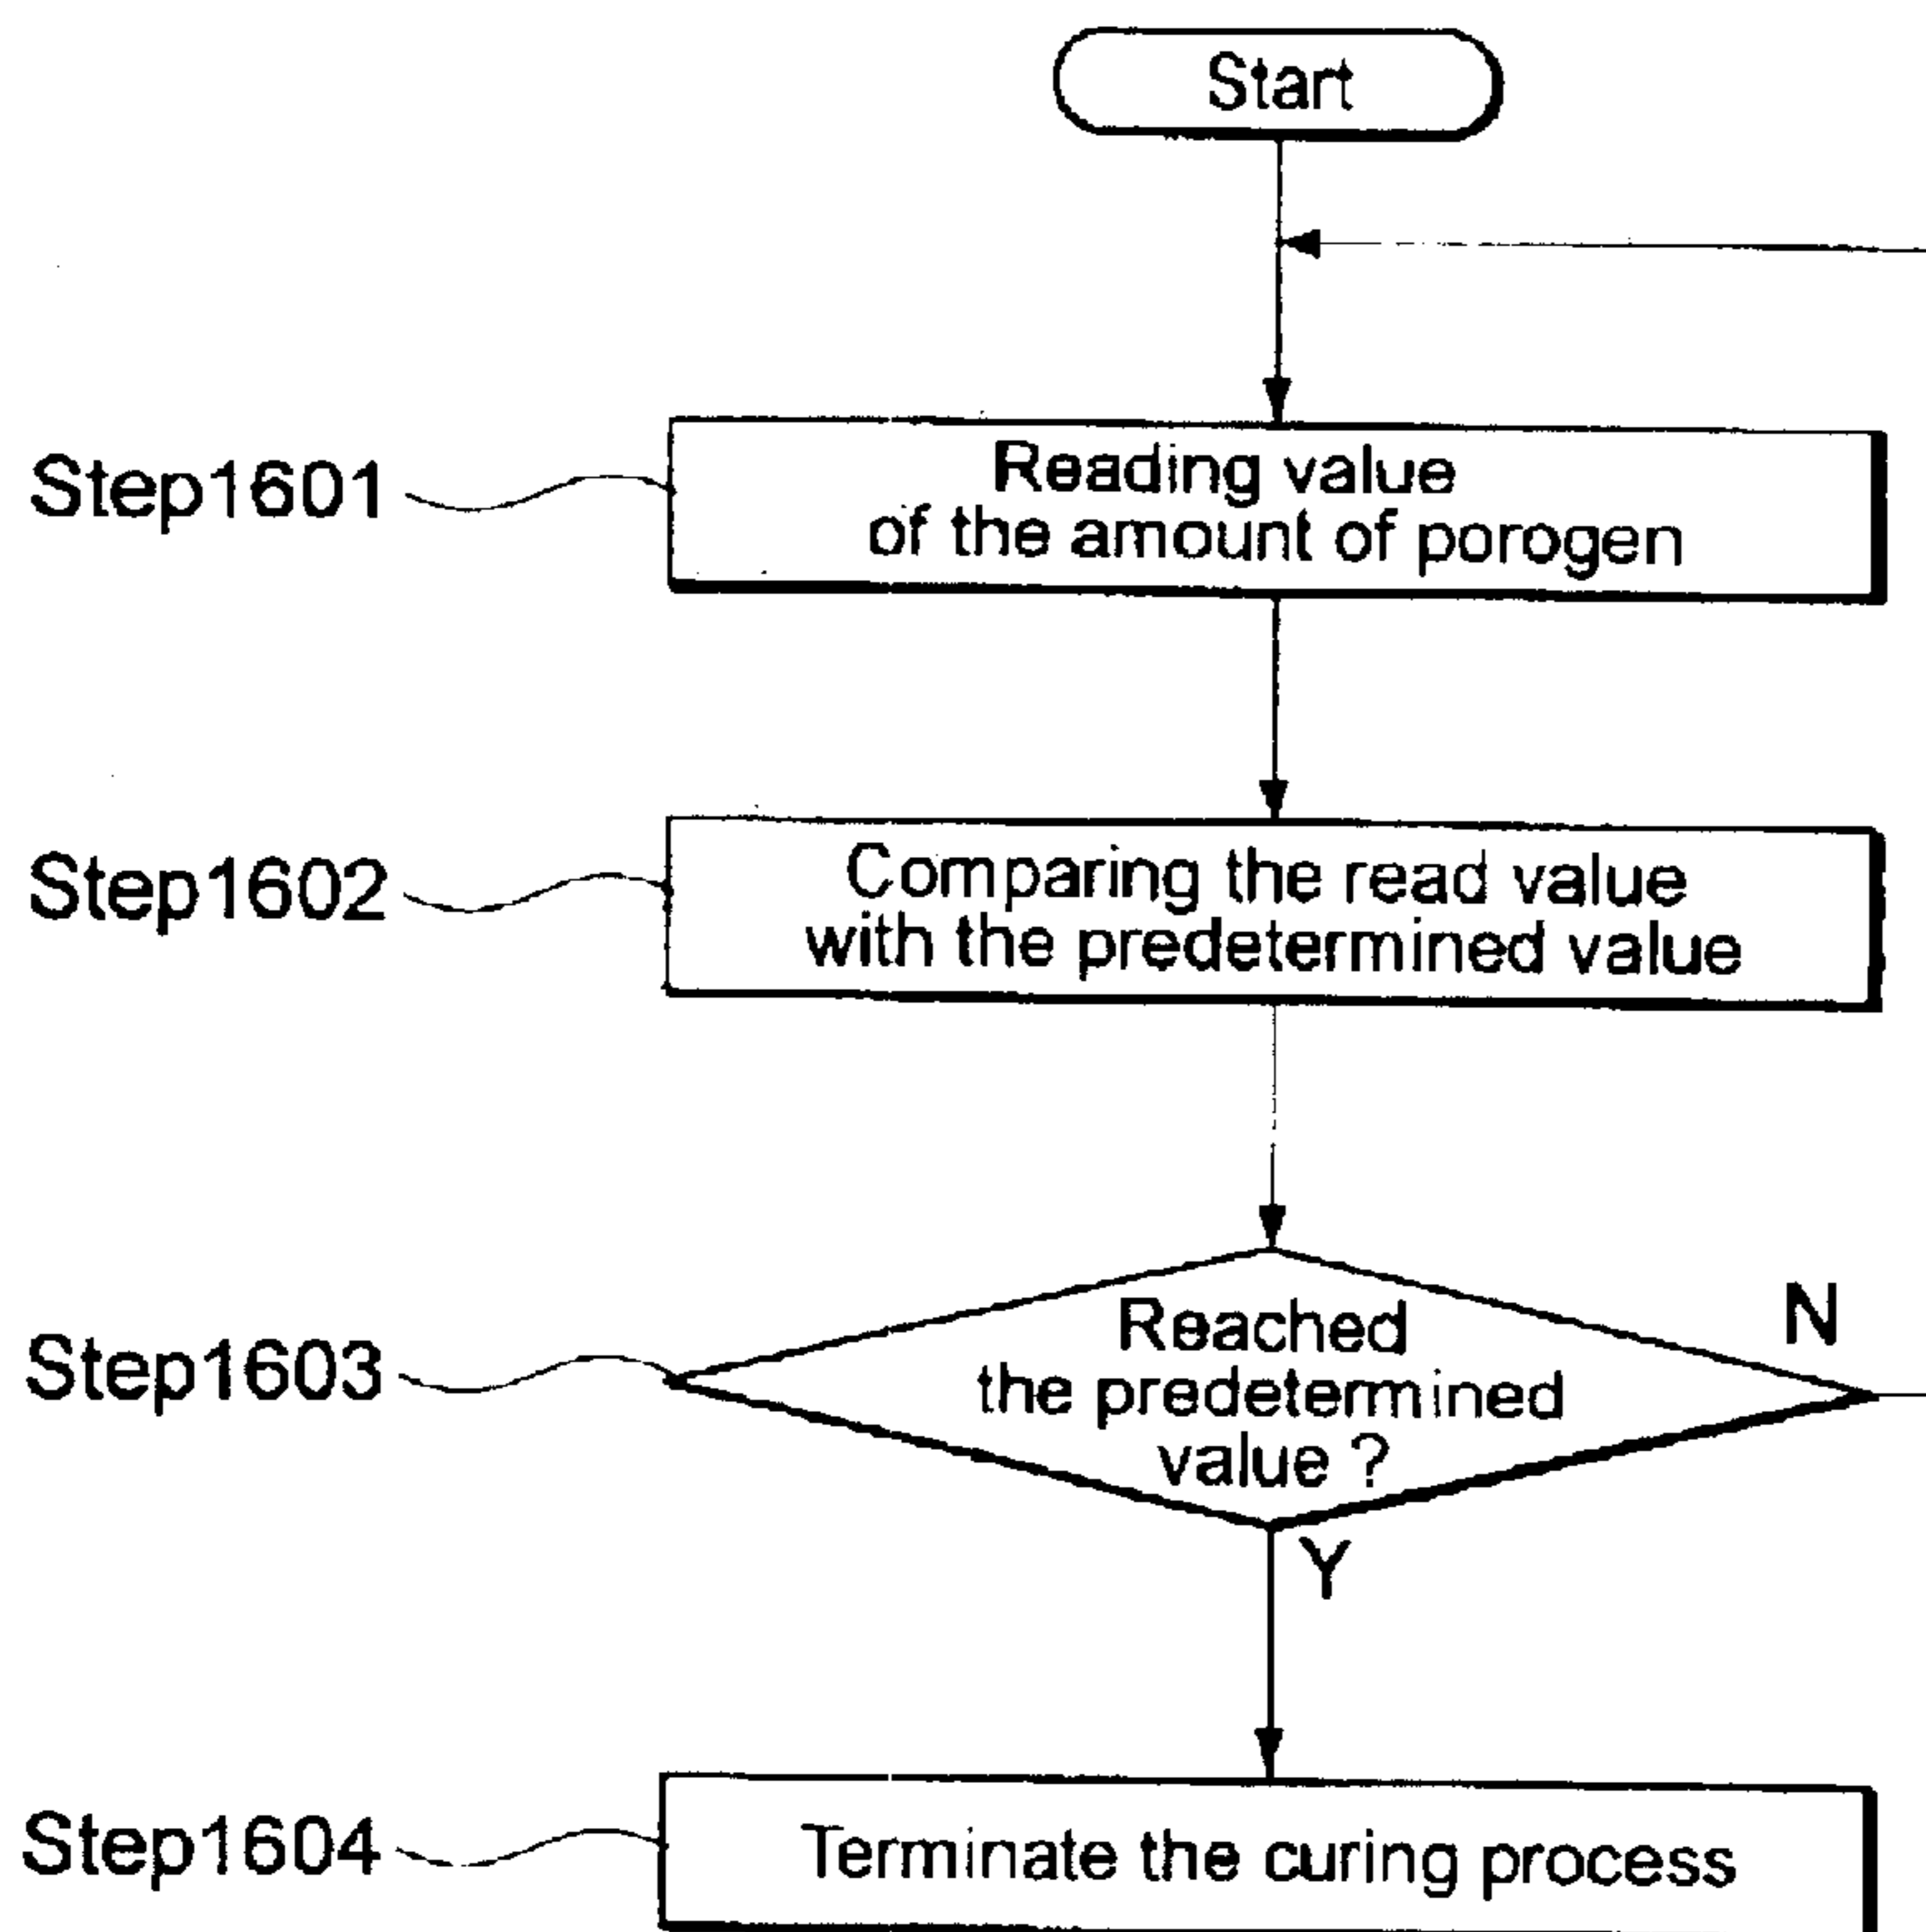 Start
Step1601
Reading value
of the amount of porogen
Step1602
Comparing the read value
with the predetermined value
Step1603
Reached
the predetermined
value ?
N
Y
Step1604
Terminate the curing process